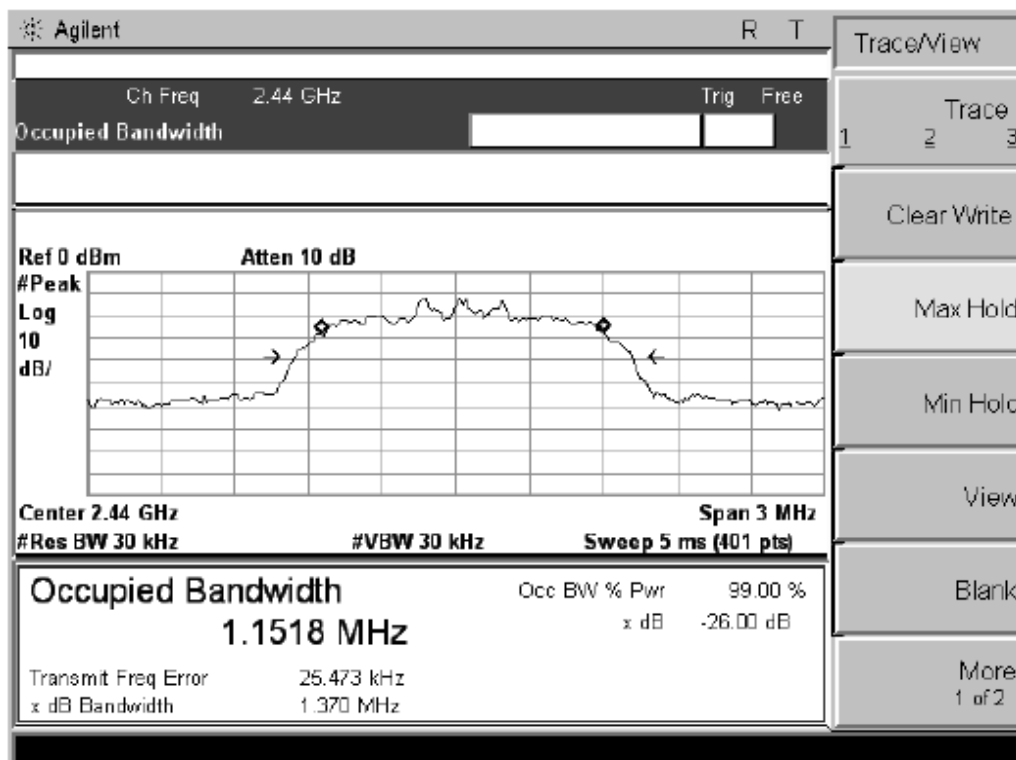 Agilent R T
Trace/View
Ch Freq 2.44 GHz Trig Free
Occupied Bandwidth
Trace
1 2 3
Clear Write
Max Hold
Min Hold
View
Blank
More
1 of 2
Ref 0 dBm Atten 10 dB
#Peak
Log
10
dB/
Center 2.44 GHz Span 3 MHz
#Res BW 30 kHz #VBW 30 kHz Sweep 5 ms (401 pts)
Occupied Bandwidth Occ BW % Pwr 99.00 %
1.1518 MHz x dB -26.00 dB
Transmit Freq Error 25.473 kHz
x dB Bandwidth 1.370 MHz